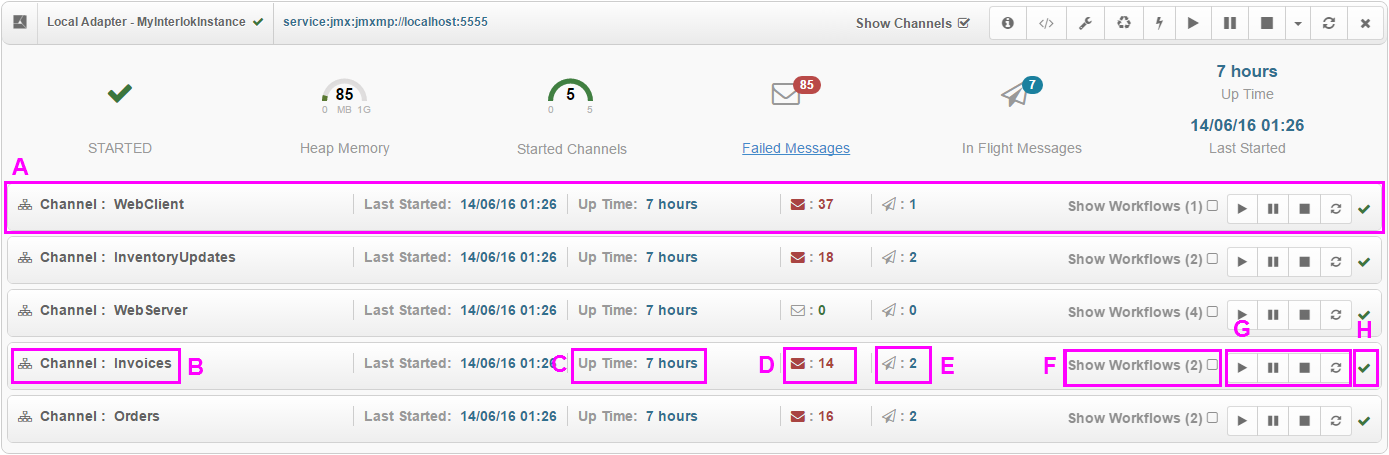 Local Adapter - MyInterlokInstance service:jmx:jmxmp://localhost:5555 Show Channels
85 0 MB 1G
5 0 5
85
7
7 hours
Up Time
14/06/16 01:26
Last Started
STARTED Heap Memory Started Channels Failed Messages In Flight Messages
A
Channel : WebClient Last Started: 14/06/16 01:26 Up Time: 7 hours : 37 : 1 Show Workflows (1)
Channel : InventoryUpdates Last Started: 14/06/16 01:26 Up Time: 7 hours : 18 : 2 Show Workflows (2)
Channel : WebServer Last Started: 14/06/16 01:26 Up Time: 7 hours : 0 : 0 Show Workflows (4)
G H
Channel : Invoices B Last Started: 14/06/16 01:26 C Up Time: 7 hours D : 14 : 2 E F Show Workflows (2)
Channel : Orders Last Started: 14/06/16 01:26 Up Time: 7 hours : 16 : 2 Show Workflows (2)